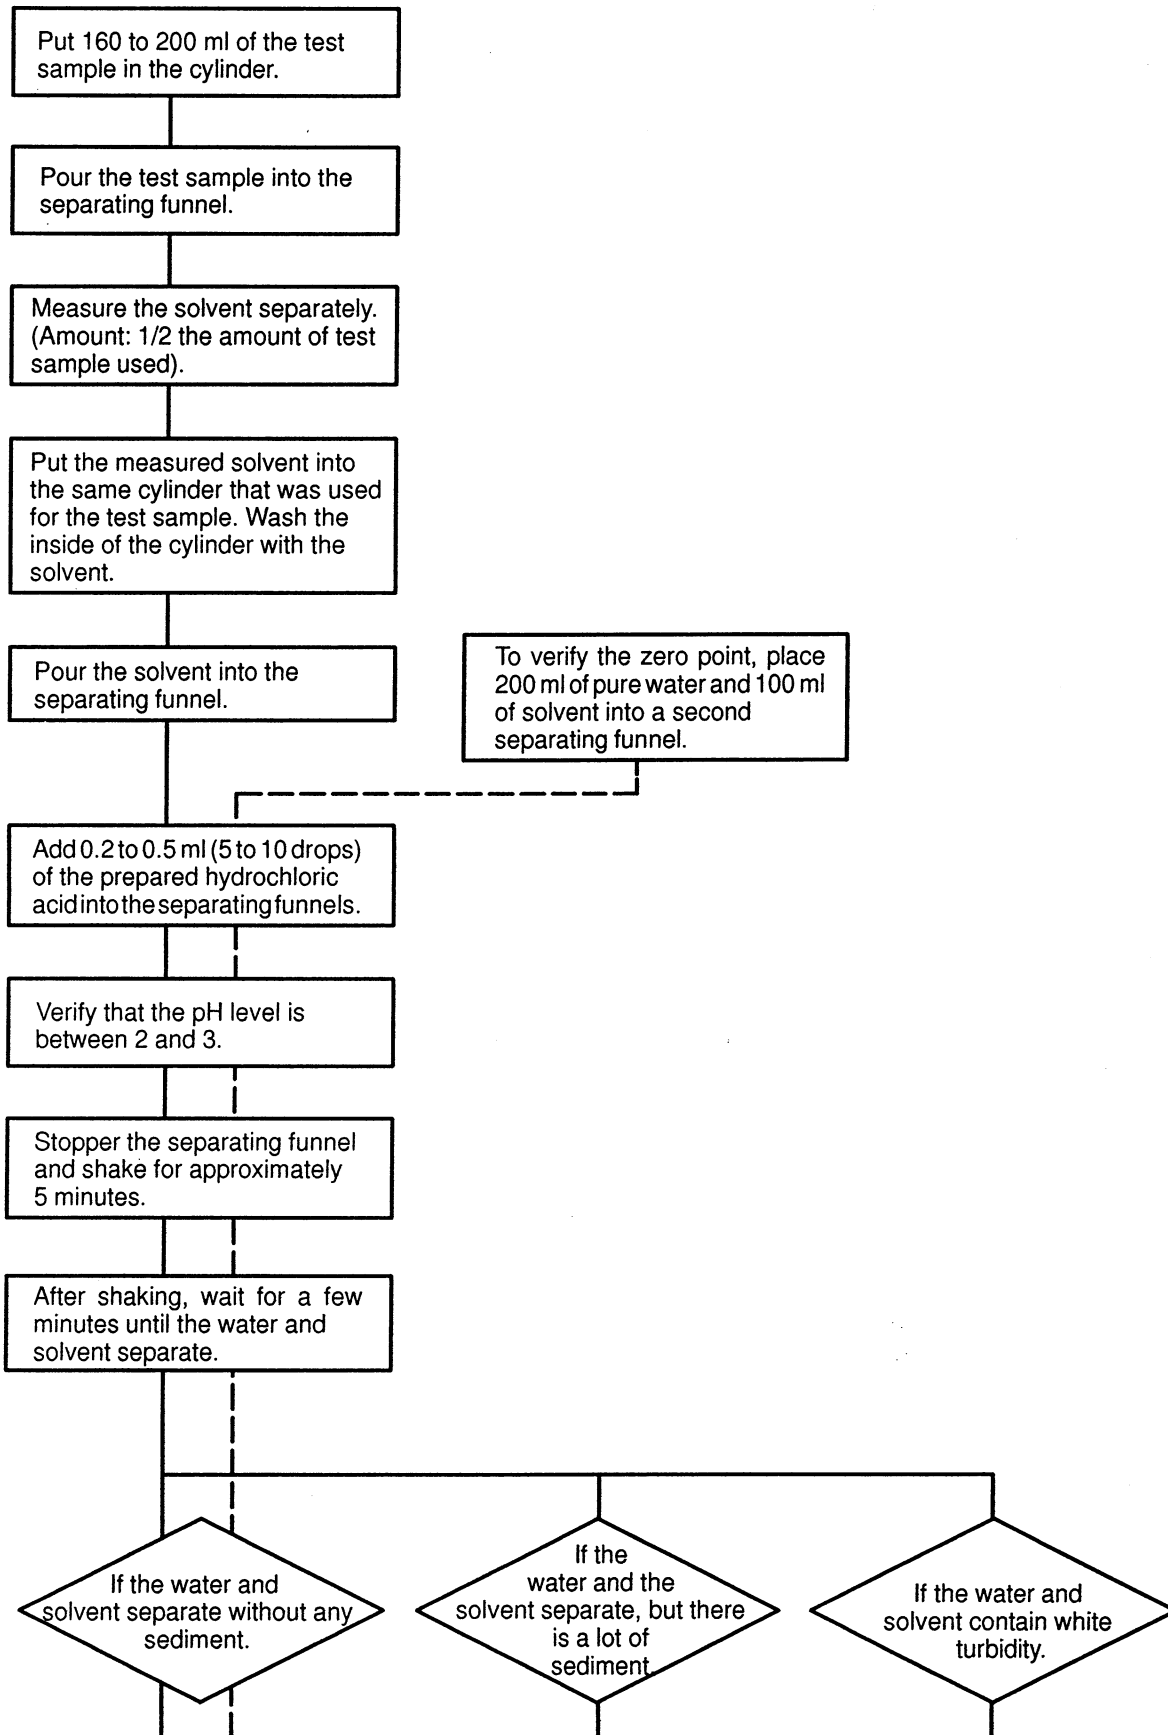 Put 160 to 200 ml of the test
sample in the cylinder.
Pour the test sample into the
separating funnel.
Measure the solvent separately.
(Amount: 1/2 the amount of test
sample used).
Put the measured solvent into
the same cylinder that was used
for the test sample. Wash the
inside of the cylinder with the
solvent.
Pour the solvent into the
separating funnel.
To verify the zero point, place
200 ml of pure water and 100 ml
of solvent into a second
separating funnel.
Add 0.2 to 0.5 ml (5 to 10 drops)
of the prepared hydrochloric
acid into the separating funnels.
Verify that the pH level is
between 2 and 3.
Stopper the separating funnel
and shake for approximately
5 minutes.
After shaking, wait for a few
minutes until the water and
solvent separate.
If the water and
solvent separate without any
sediment.
If the
water and the
solvent separate, but there
is a lot of
sediment.
If the water and
solvent contain white
turbidity.